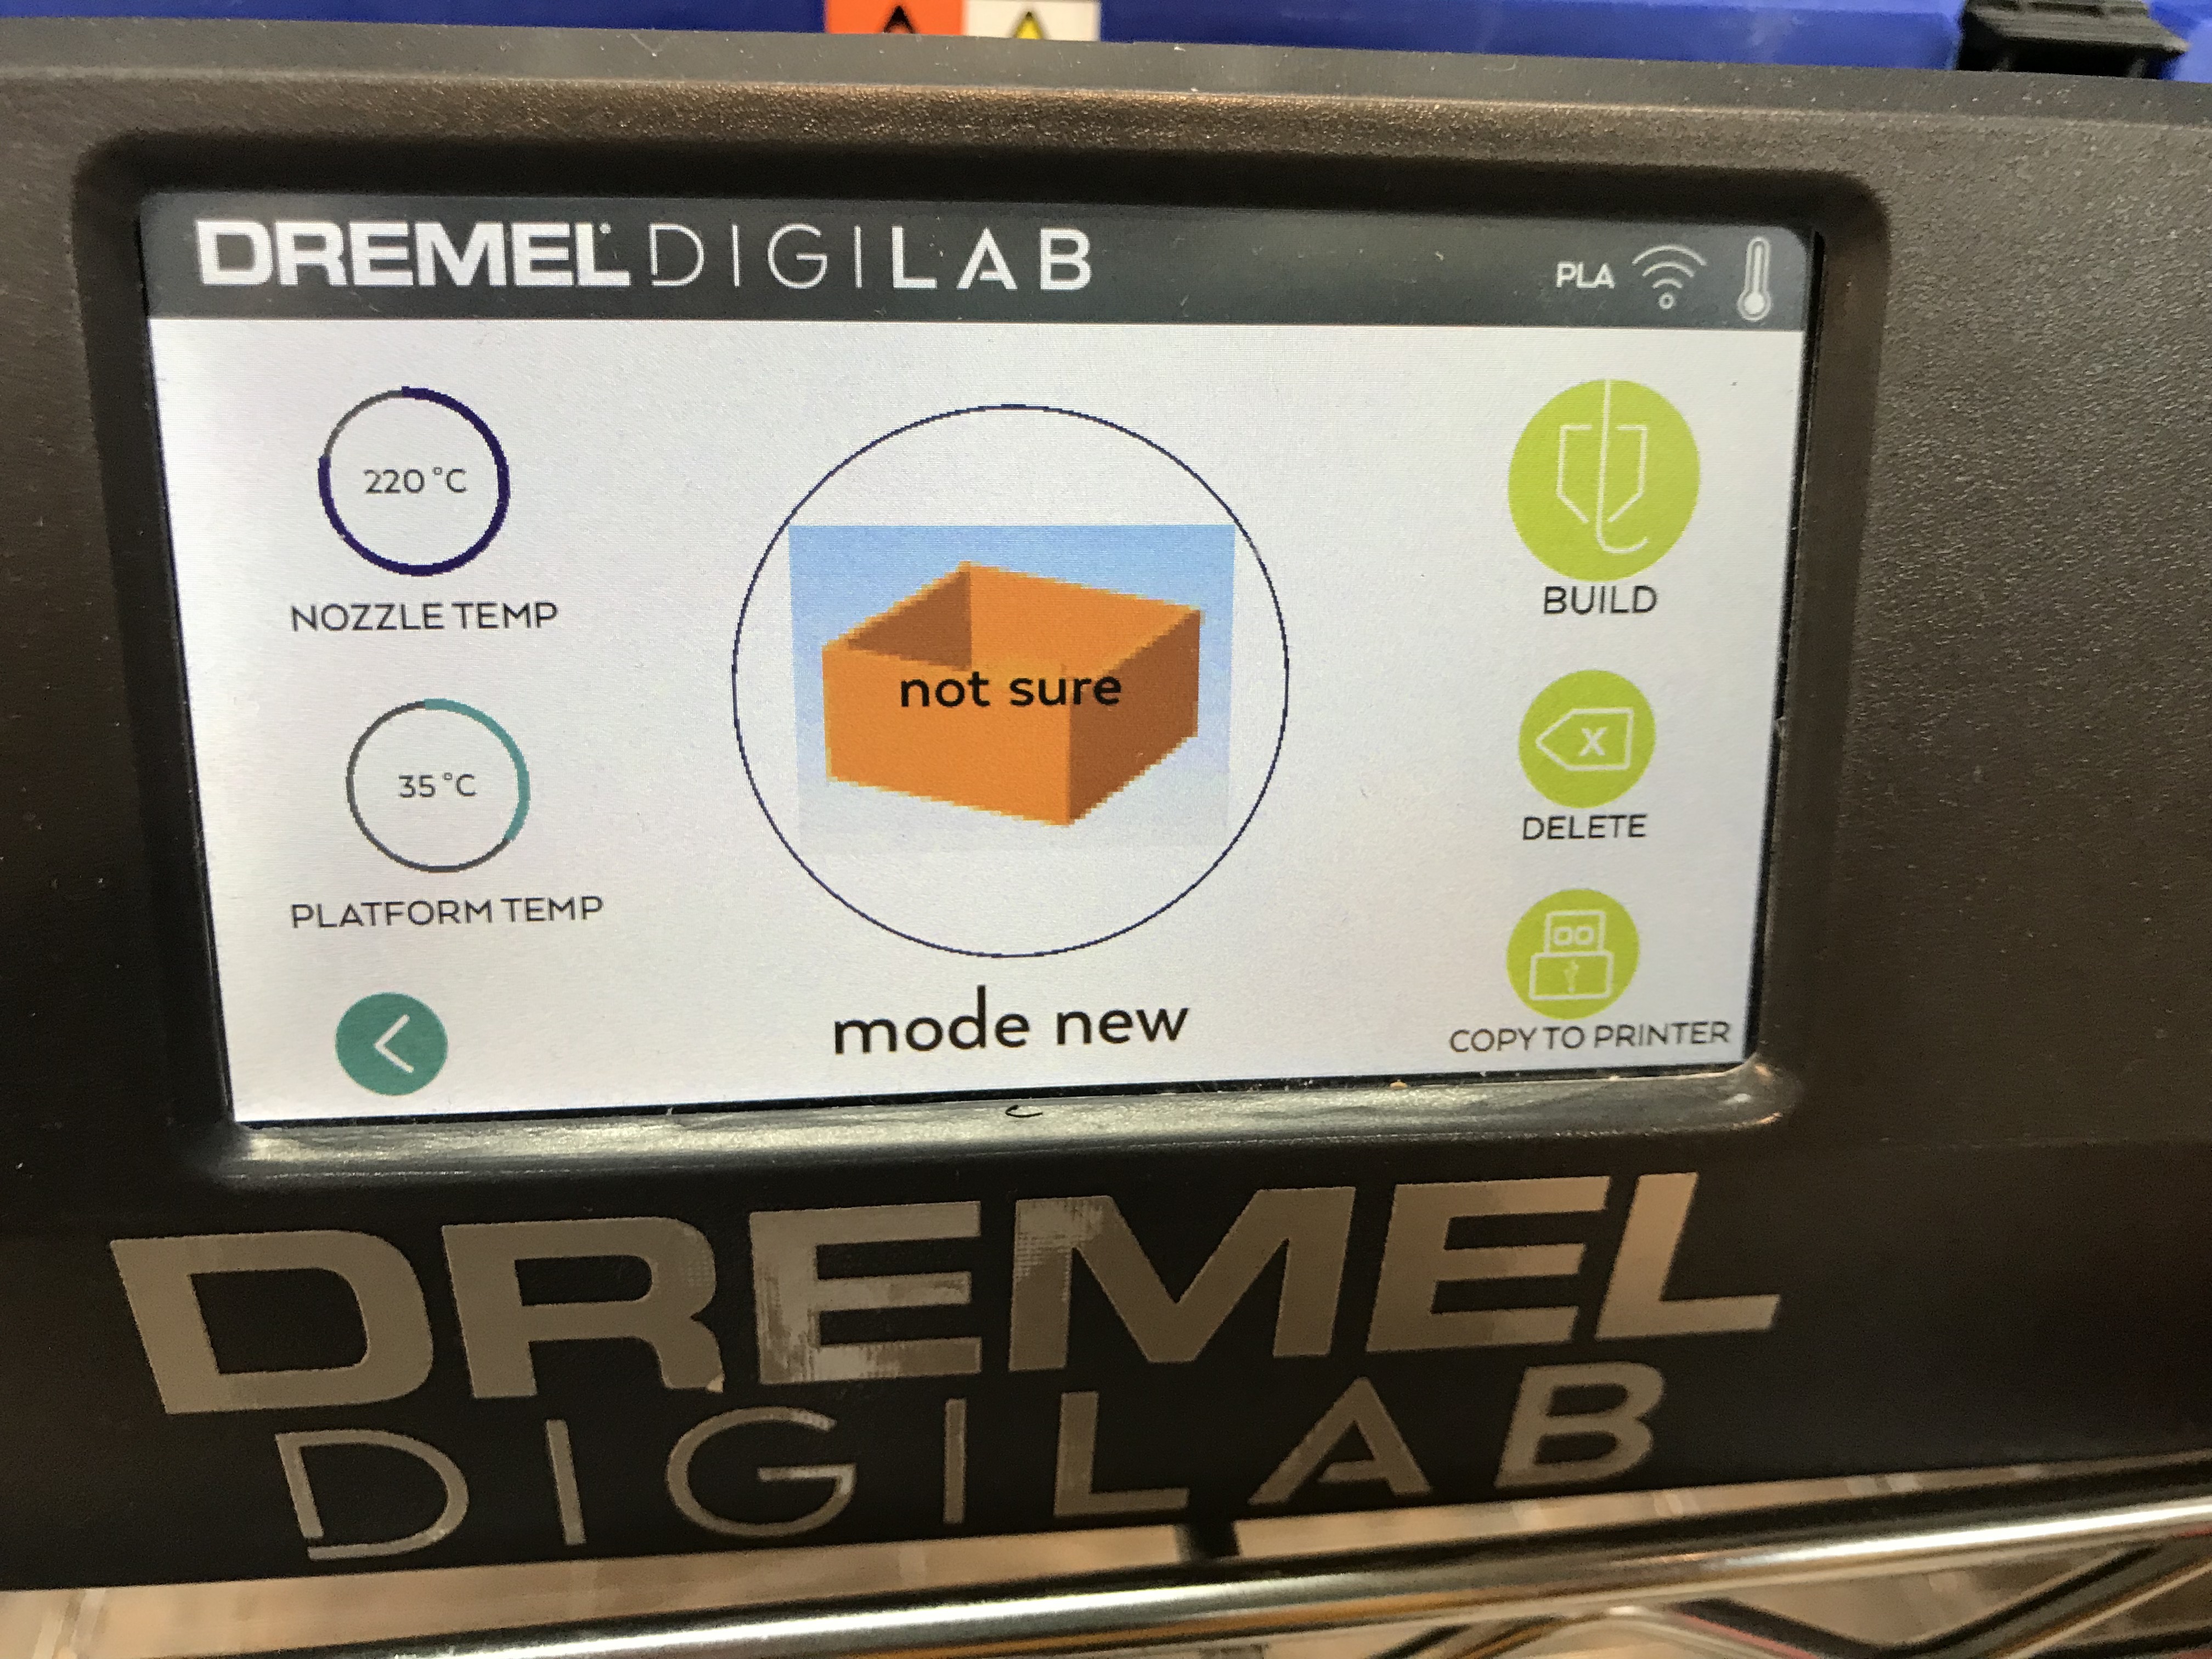 DREMEL DIGILAB
PLA
220 °C
NOZZLE TEMP
35 °C
PLATFORM TEMP
not sure
mode new
BUILD
X
DELETE
COPY TO PRINTER
DREMEL
DIGILAB